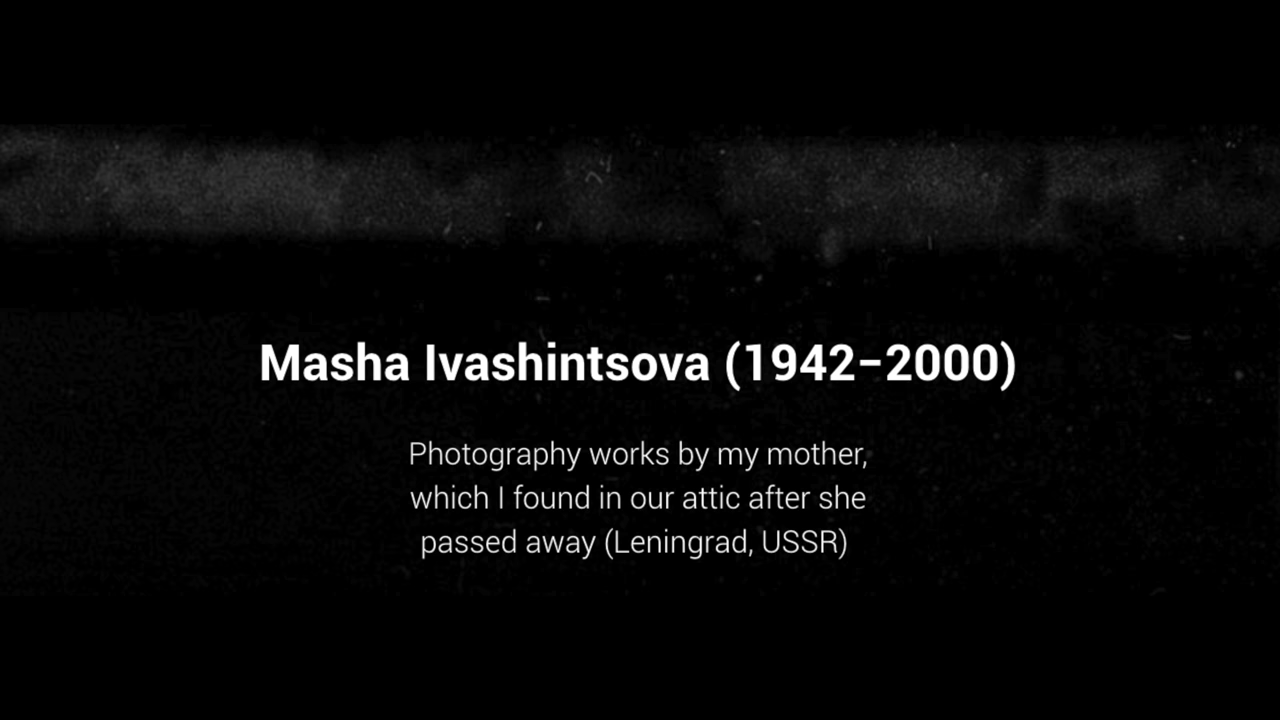 Masha Ivashintsova (1942–2000)
Photography works by my mother,
which I found in our attic after she
passed away (Leningrad, USSR)